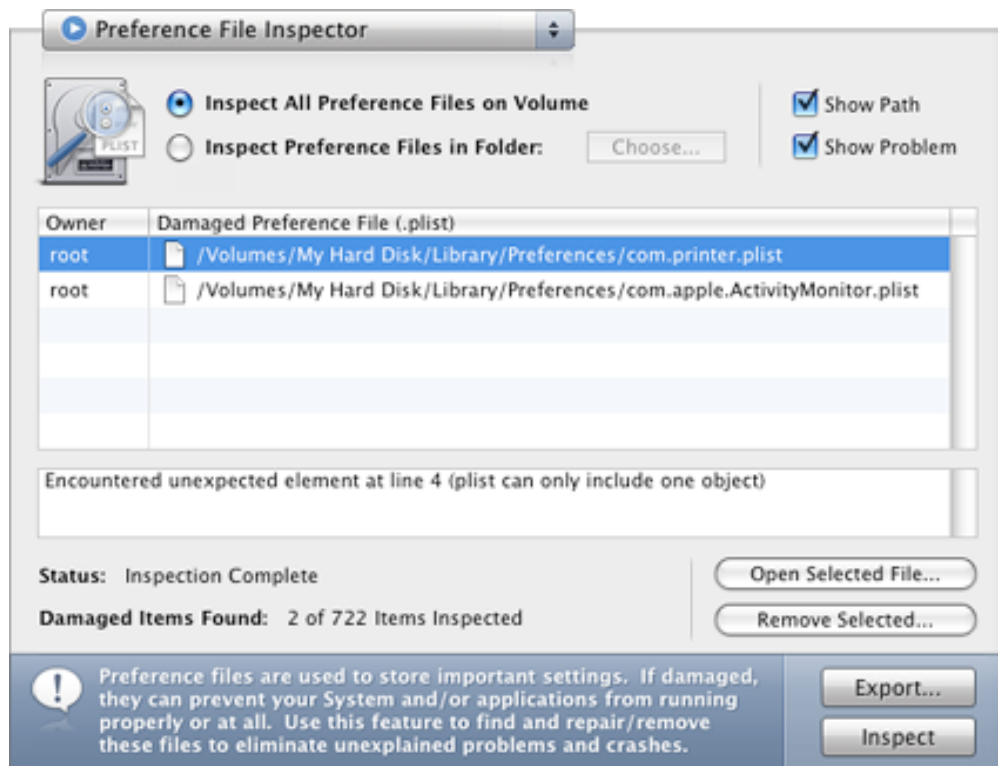 Preference File Inspector
PLIST
Inspect All Preference Files on Volume
Inspect Preference Files in Folder:
Choose...
Show Path
Show Problem
Owner
Damaged Preference File (.plist)
root
/Volumes/My Hard Disk/Library/Preferences/com.printer.plist
root
/Volumes/My Hard Disk/Library/Preferences/com.apple.ActivityMonitor.plist
Encountered unexpected element at line 4 (plist can only include one object)
Status: Inspection Complete
Damaged Items Found: 2 of 722 Items Inspected
Open Selected File...
Remove Selected...
Preference files are used to store important settings. If damaged,
they can prevent your System and/or applications from running
properly or at all. Use this feature to find and repair/remove
these files to eliminate unexplained problems and crashes.
Export...
Inspect